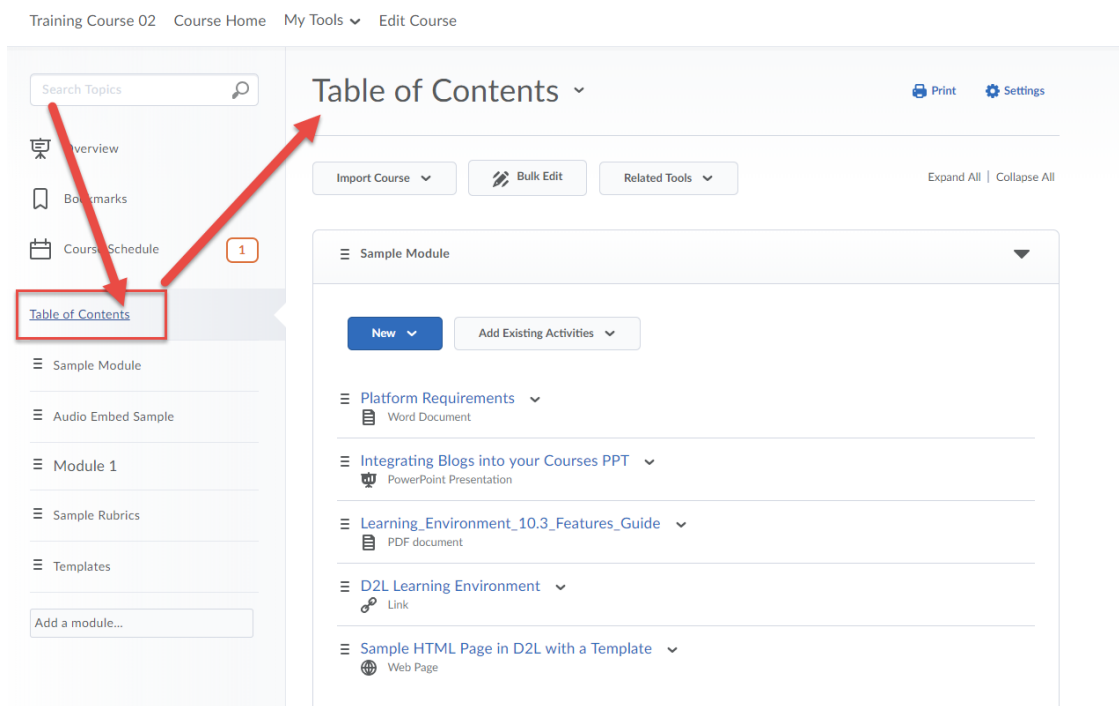 Training Course 02 Course Home My Tools Edit Course
Search Topics
Overview
Bookmarks
Course Schedule 1
Table of Contents
Sample Module
Audio Embed Sample
Module 1
Sample Rubrics
Templates
Add a module...
Table of Contents
Print Settings
Import Course Bulk Edit Related Tools
Expand All | Collapse All
Sample Module
New Add Existing Activities
Platform Requirements
Word Document
Integrating Blogs into your Courses PPT
PowerPoint Presentation
Learning_Environment_10.3_Features_Guide
PDF document
D2L Learning Environment
Link
Sample HTML Page in D2L with a Template
Web Page